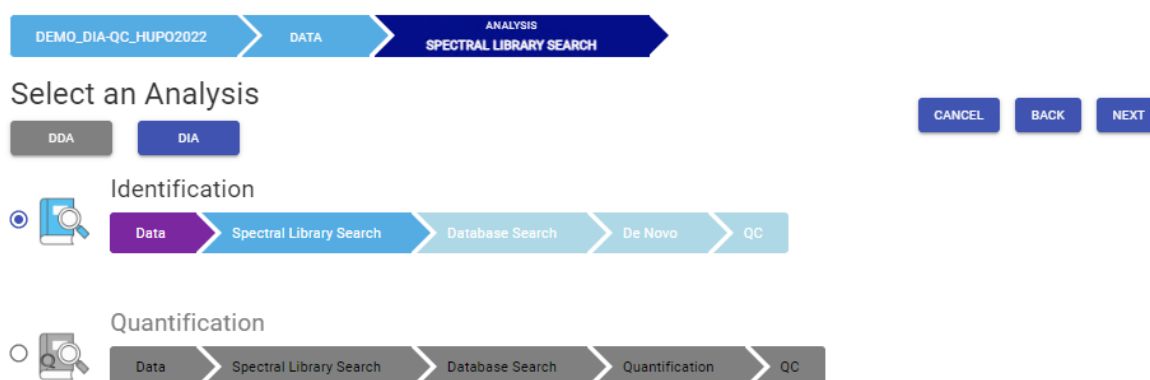 DEMO_DIA-QC_HUPO2022
DATA
ANALYSIS
SPECTRAL LIBRARY SEARCH
Select an Analysis
CANCEL
BACK
NEXT
DDA
DIA
Identification
Data
Spectral Library Search
Database Search
De Novo
QC
Quantification
Q
Data
Spectral Library Search
Database Search
Quantification
QC